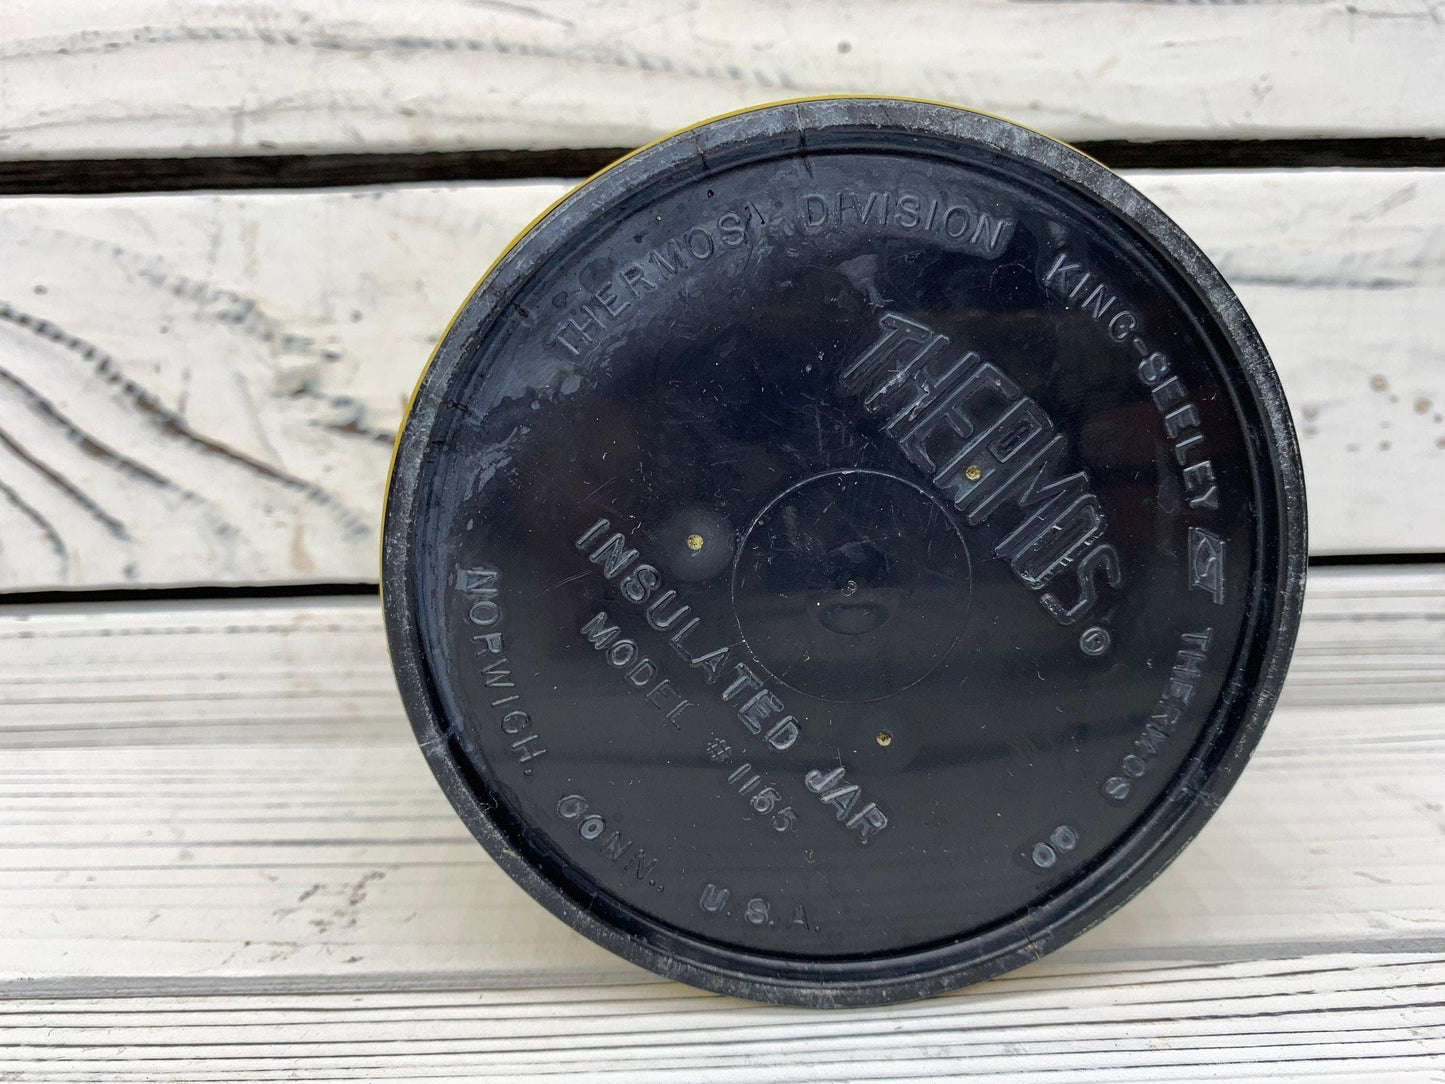 THERMOS DIVISION
KING-SEELEY
THERMOS
CO
THERMOS®
INSULATED JAR
MODEL #1155
NORWICH, CONN., U.S.A.